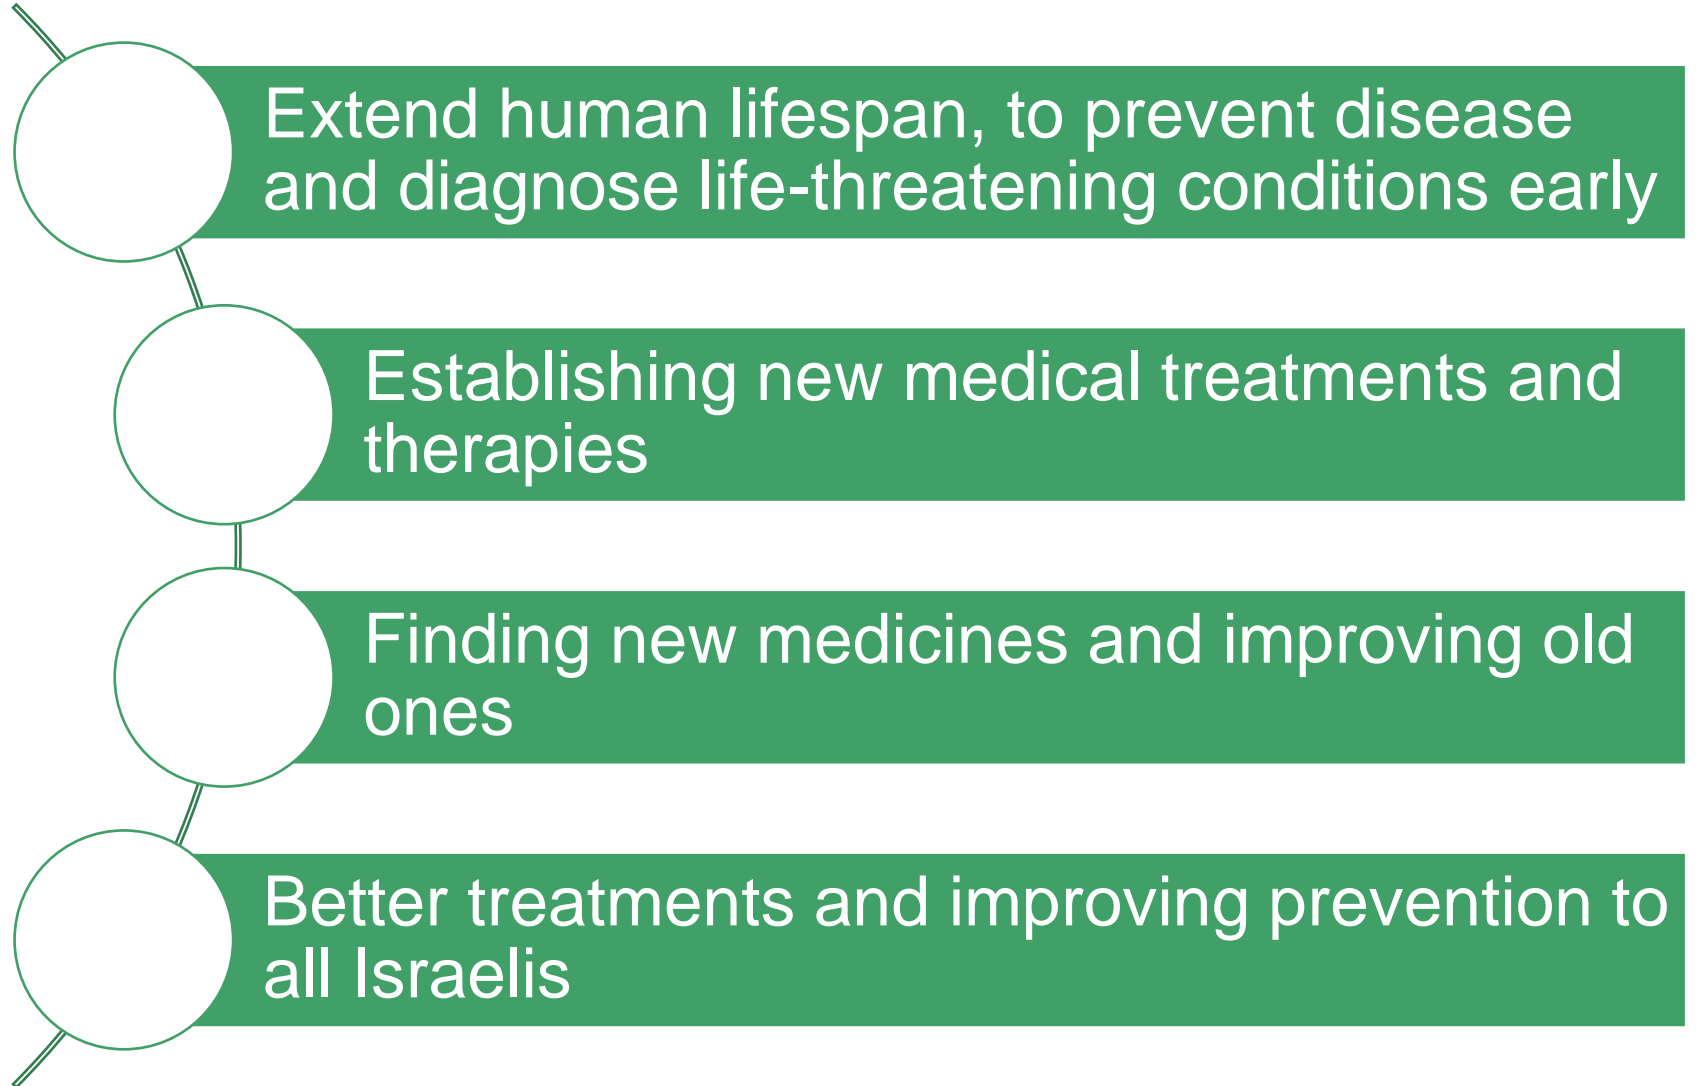 Extend human lifespan, to prevent disease
and diagnose life-threatening conditions early
Establishing new medical treatments and
therapies
Finding new medicines and improving old
ones
Better treatments and improving prevention to
all Israelis